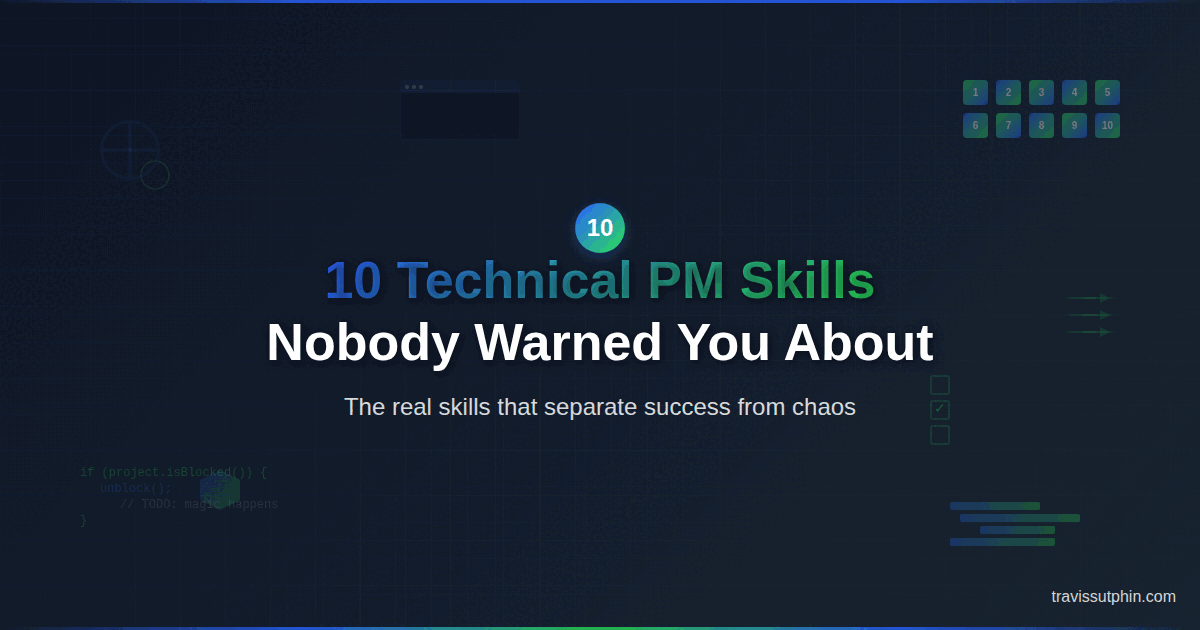 1 2 3 4 5
6 7 8 9 10
10
10 Technical PM Skills
Nobody Warned You About
The real skills that separate success from chaos
✓
if (project.isBlocked()) {
unblock();
// TODO: magic happens
}
travissutphin.com